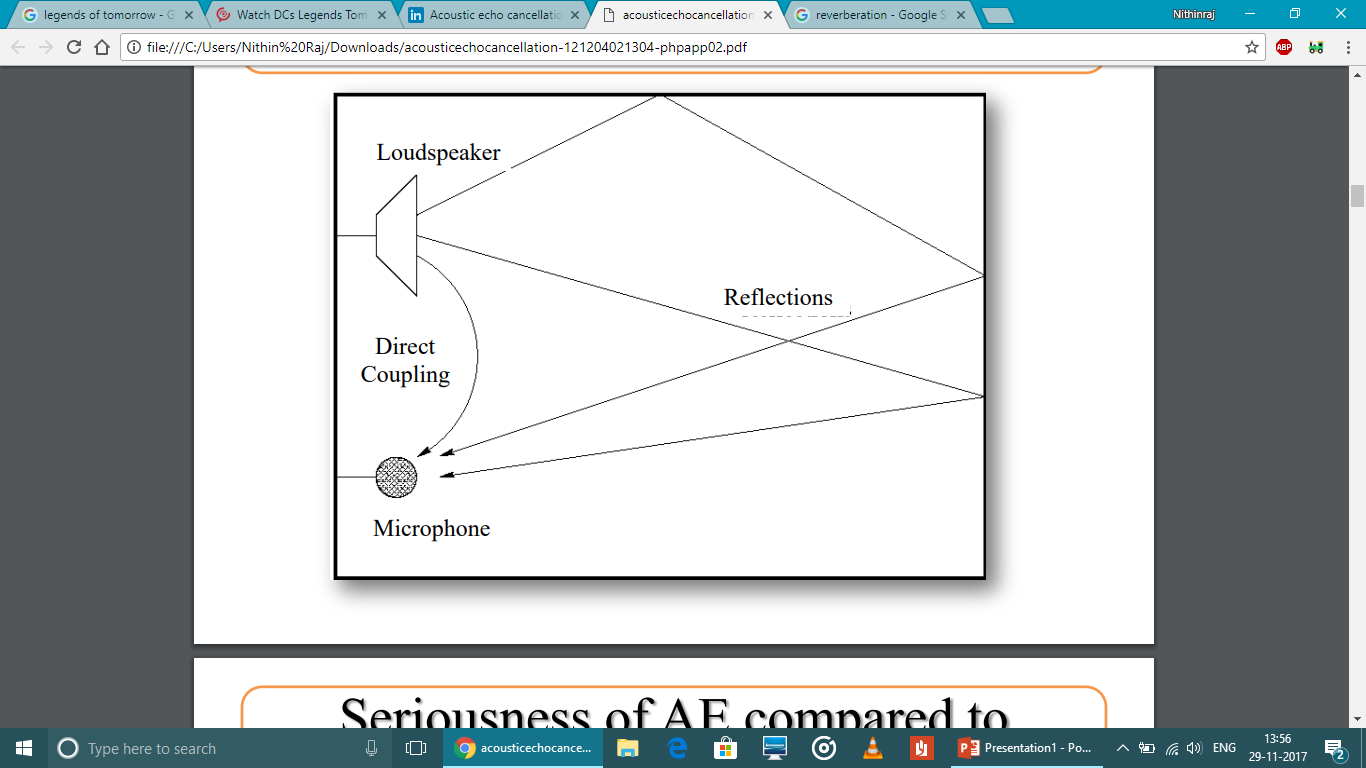 legends of tomorrow - G
Watch DCs Legends Tom
Acoustic echo cancellatio
acousticechocancellation
reverberation - Google S
Nithinraj
file:///C:/Users/Nithin%20Raj/Downloads/acousticechocancellation-121204021304-phpapp02.pdf
ABP
Loudspeaker
Reflections
Direct
Coupling
Microphone
Seriousness of AE compared to
Type here to search
acousticechocance...
Presentation1 - Po...
ENG
13:56
29-11-2017
2